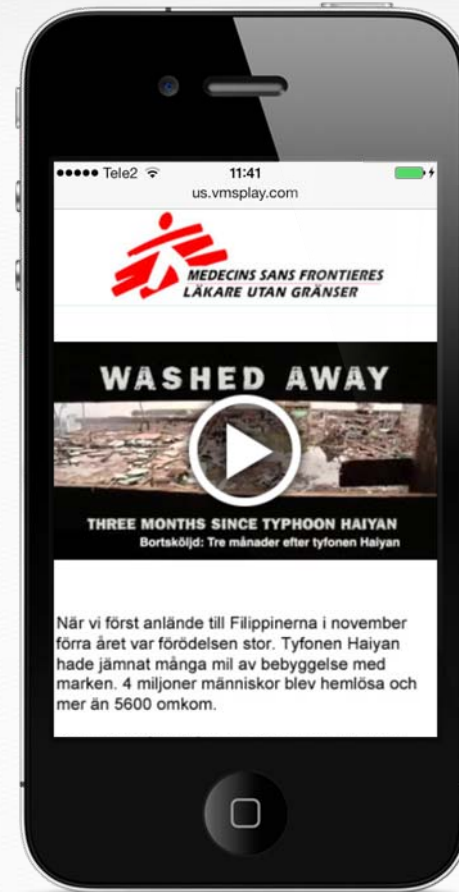 Tele2 11:41
us.vmsplay.com
MEDECINS SANS FRONTIERES
LÄKARE UTAN GRÄNSER
WASHED AWAY
THREE MONTHS SINCE TYPHOON HAIYAN
Bortsköljd: Tre månader efter tyfonen Haiyan
När vi först anlände till Filippinerna i november
förra året var förödelsen stor. Tyfonen Haiyan
hade jämnat många mil av bebyggelse med
marken. 4 miljoner människor blev hemlösa och
mer än 5600 omkom.